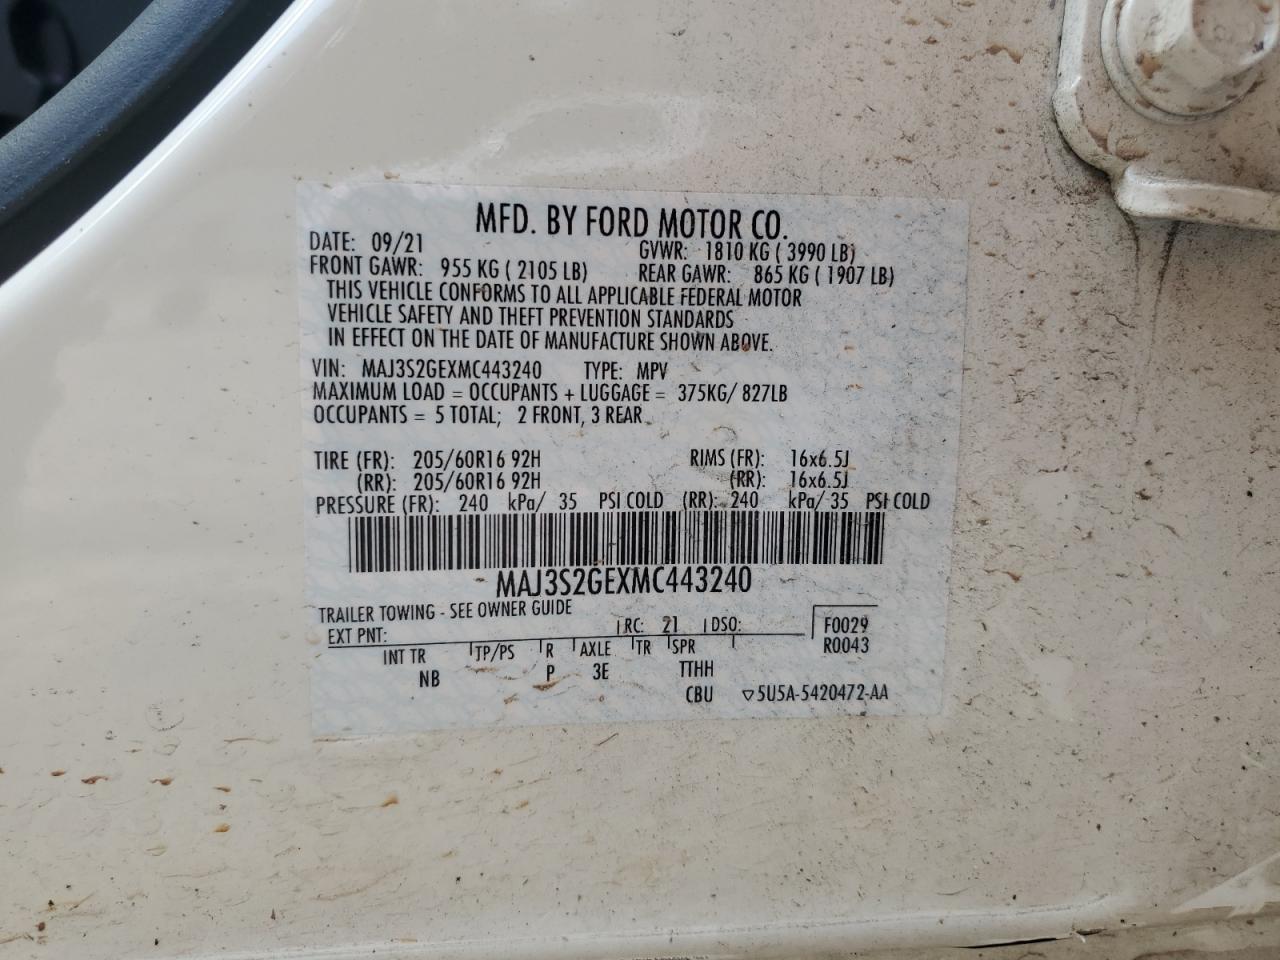 MFD. BY FORD MOTOR CO.
DATE: 09/21 GVWR: 1810 KG ( 3990 LB)
FRONT GAWR: 955 KG ( 2105 LB) REAR GAWR: 865 KG ( 1907 LB)
THIS VEHICLE CONFORMS TO ALL APPLICABLE FEDERAL MOTOR
VEHICLE SAFETY AND THEFT PREVENTION STANDARDS
IN EFFECT ON THE DATE OF MANUFACTURE SHOWN ABOVE.
VIN: MAJ3S2GEXMC443240 TYPE: MPV
MAXIMUM LOAD = OCCUPANTS + LUGGAGE = 375KG/ 827LB
OCCUPANTS = 5 TOTAL; 2 FRONT, 3 REAR
TIRE (FR): 205/60R16 92H RIMS (FR): 16x6.5J
(RR): 205/60R16 92H (RR): 16x6.5J
PRESSURE (FR): 240 kPa/ 35 PSI COLD (RR): 240 kPa/ 35 PSI COLD
MAJ3S2GEXMC443240
TRAILER TOWING - SEE OWNER GUIDE
EXT PNT: RC: 21 DSO: F0029
R0043
INT TR TP/PS R AXLE TR SPR
NB P 3E TTHH
CBU ▽5U5A-5420472-AA